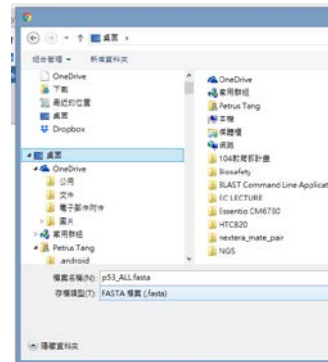 桌面
組合管理 新增資料夾
OneDrive
下載
最近的位置
桌面
Dropbox
桌面
OneDrive
公用
文件
電子郵件附件
圖片
家用群組
Petrus Tang
.android
OneDrive
家用群組
Petrus Tang
本機
媒體櫃
網路
104教育部計畫
Biosafety
BLAST Command Line Applicat
EC LECTURE
Essentio CM6730
HTC820
nextera_mate_pair
NGS
檔案名稱(N): p53_ALL.fasta
存檔類型(T): FASTA 檔案 (.fasta)
隱藏資料夾